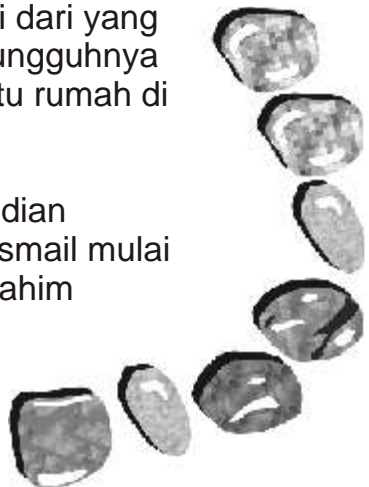 i dari yang
ungguhnya
tu rumah di
dian
smail mulai
ahim